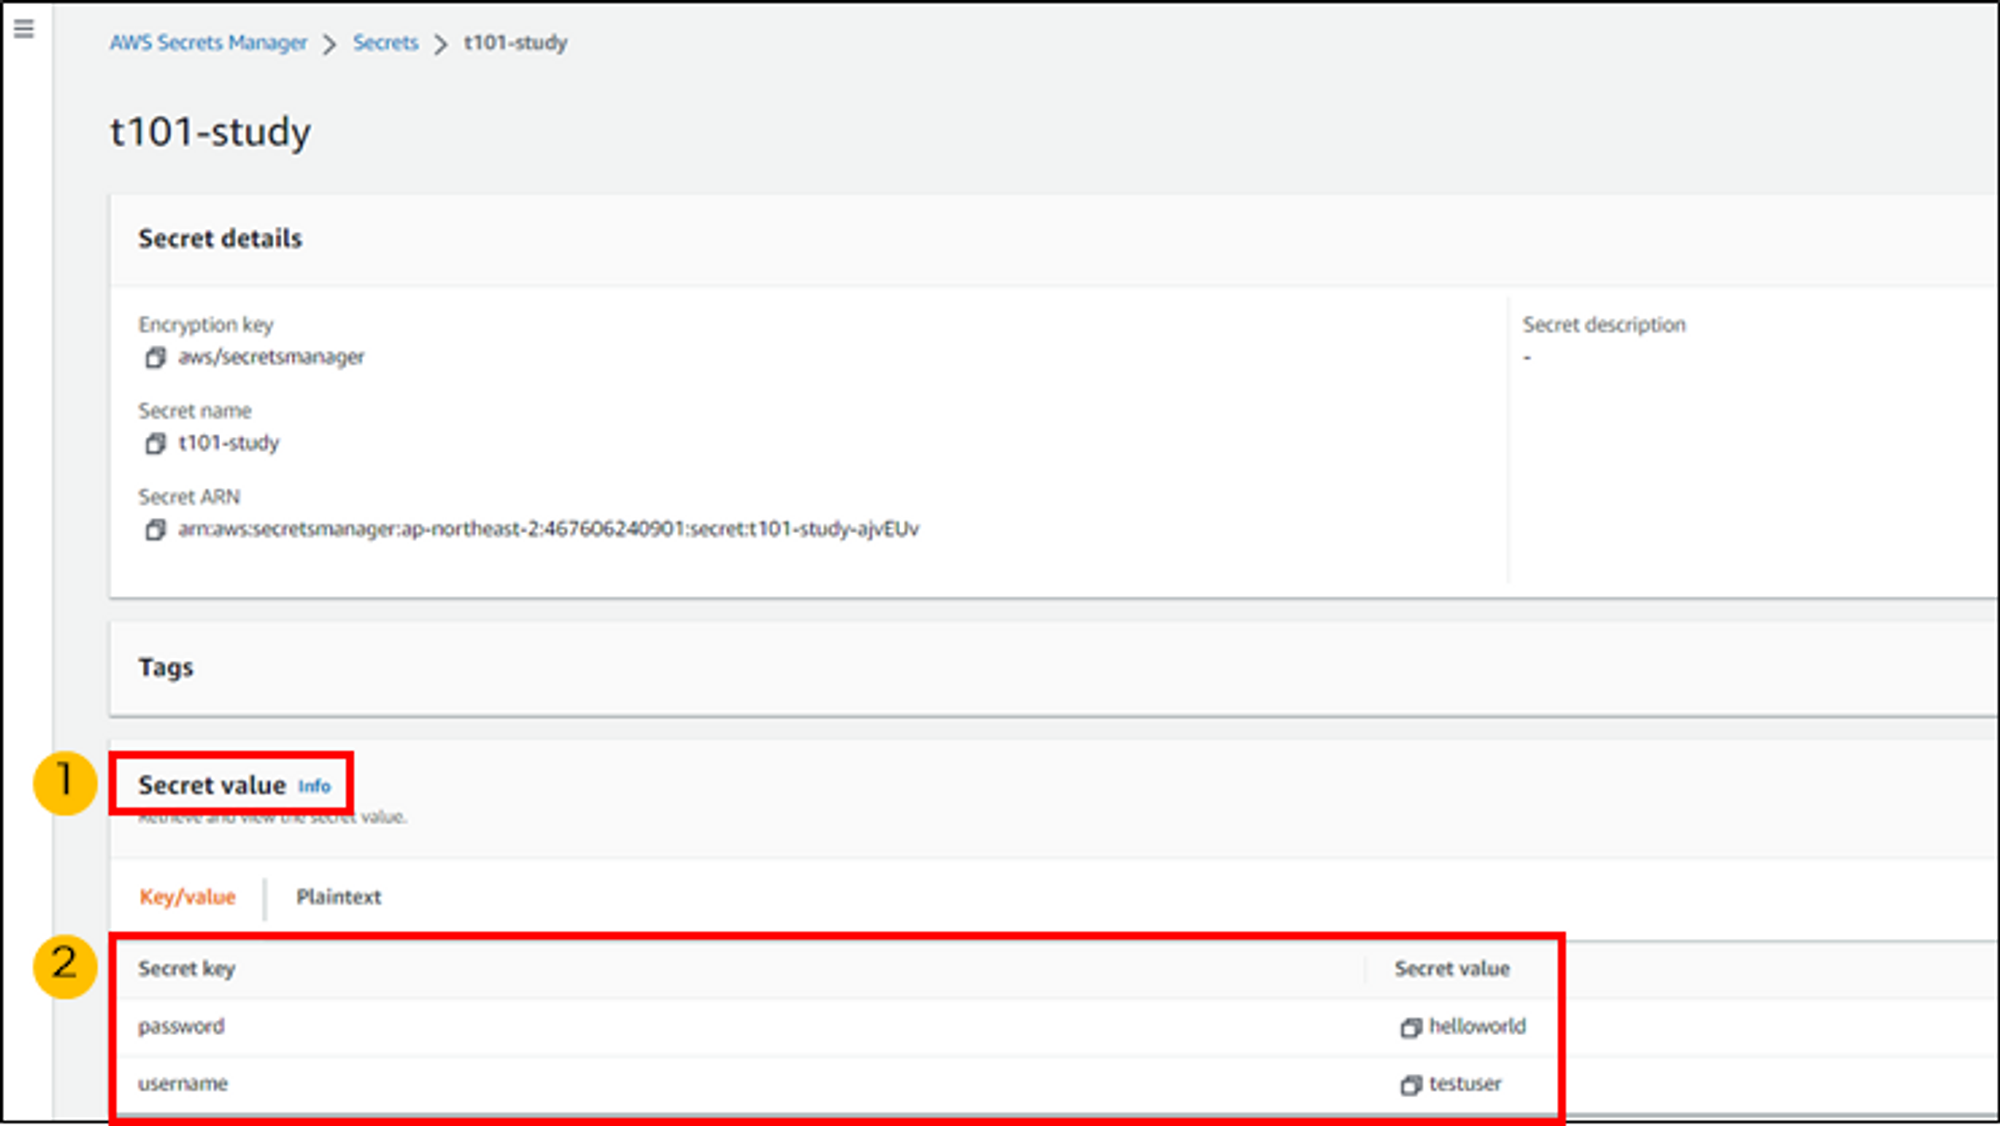 AWS Secrets Manager > Secrets > t101-study
t101-study
Secret details
Encryption key
aws/secretsmanager
Secret description
-
Secret name
t101-study
Secret ARN
arn:aws:secretsmanager:ap-northeast-2:467606240901:secret:t101-study-ajvEUv
Tags
1
Secret value Info
Retrieve and view the secret value.
Key/value Plaintext
2
Secret key Secret value
password helloworld
username testuser